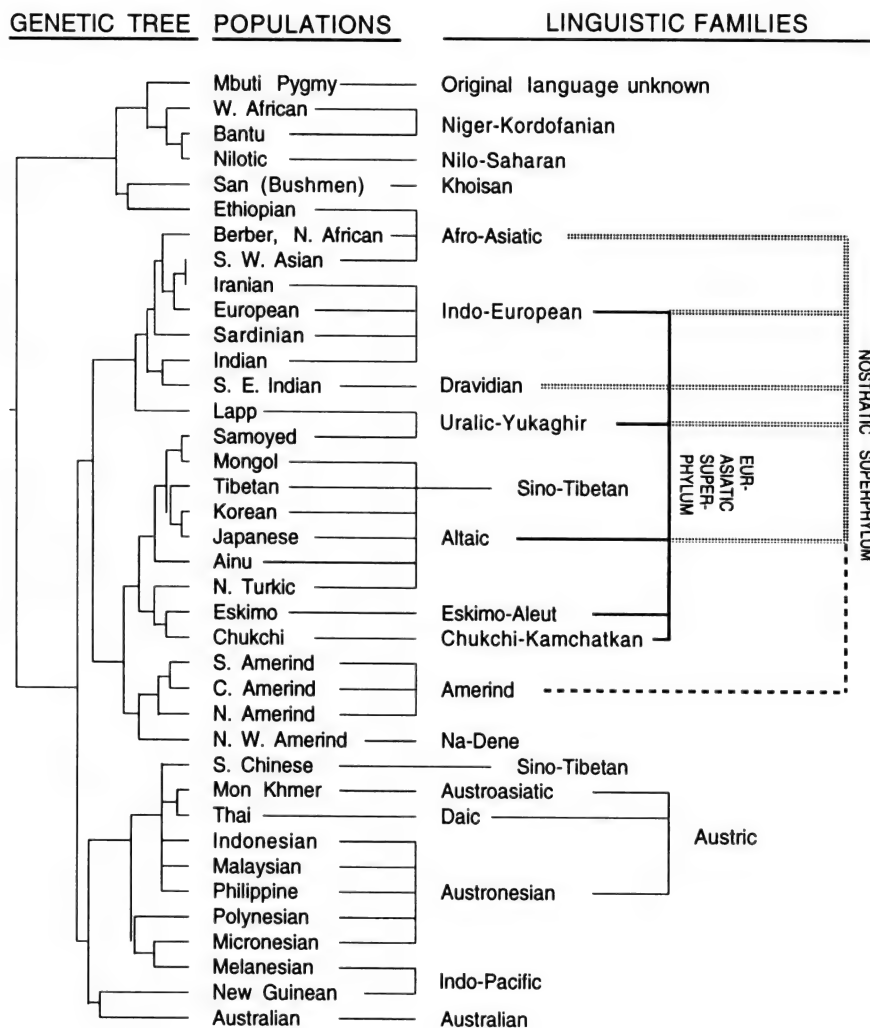 GENETIC TREE POPULATIONS LINGUISTIC FAMILIES
Mbuti Pygmy Original language unknown
W. African
Niger-Kordofanian
Bantu
Nilotic Nilo-Saharan
San (Bushmen) Khoisan
Ethiopian
Berber, N. African Afro-Asiatic
S. W. Asian
Iranian
European Indo-European
Sardinian
Indian
S. E. Indian Dravidian
Lapp
Uralic-Yukaghir
Samoyed
Mongol
Tibetan Sino-Tibetan
Korean
Japanese Altaic
Ainu
N. Turkic
Eskimo Eskimo-Aleut
Chukchi Chukchi-Kamchatkan
EUR-
ASIATIC
SUPER-
PHYLUM
NOSTRATIC SUPERPHYLUM
S. Amerind
C. Amerind Amerind
N. Amerind
N. W. Amerind Na-Dene
S. Chinese Sino-Tibetan
Mon Khmer Austroasiatic
Thai Daic
Austric
Indonesian
Malaysian
Philippine Austronesian
Polynesian
Micronesian
Melanesian
Indo-Pacific
New Guinean
Australian Australian